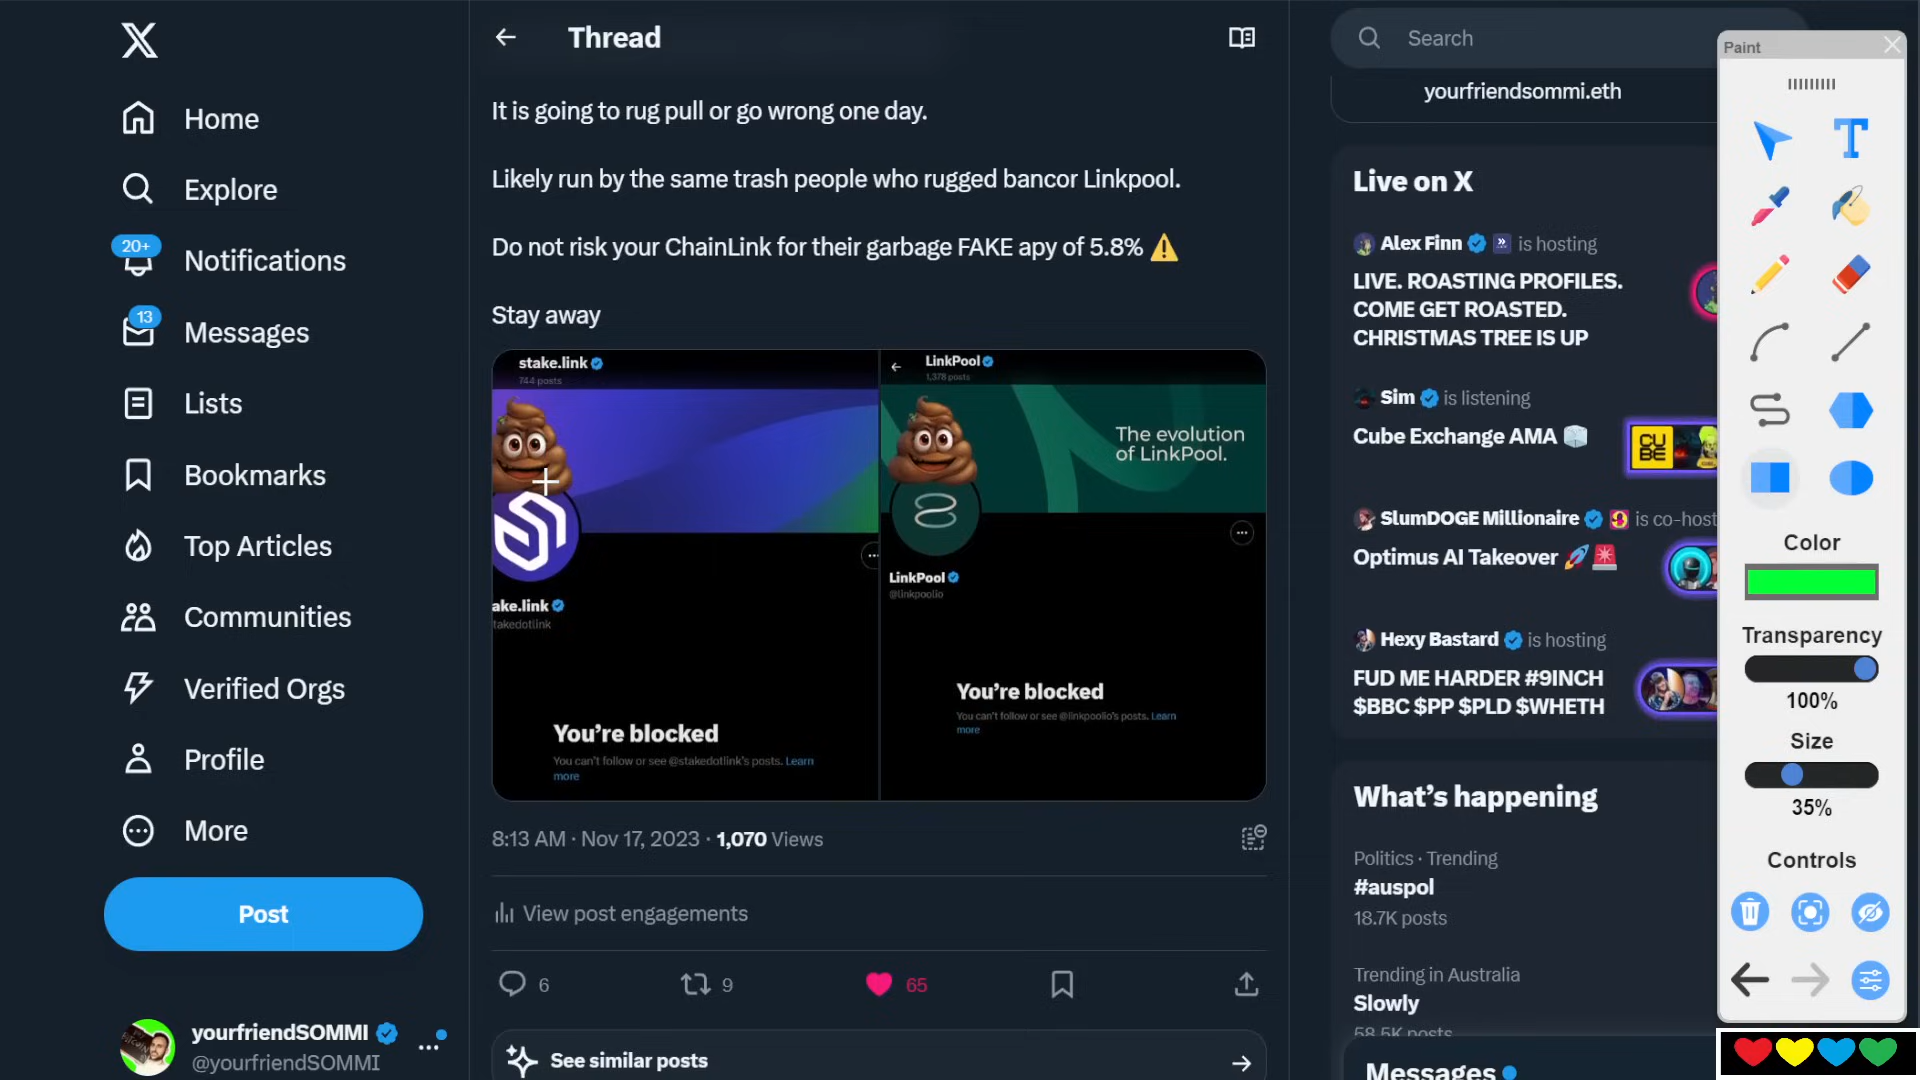 Home
Explore
20+
Notifications
13
Messages
Lists
Bookmarks
Top Articles
Communities
Verified Orgs
Profile
More
Post
yourfriendSOMMI
@yourfriendSOMMI
Thread
It is going to rug pull or go wrong one day.
Likely run by the same trash people who rugged bancor Linkpool.
Do not risk your ChainLink for their garbage FAKE apy of 5.8% ⚠️
Stay away
stake.link
744 posts
ake.link
takedotlink
You're blocked
You can't follow or see @stakedotlink's posts. Learn
more
LinkPool
1,378 posts
The evolution
of LinkPool.
LinkPool
@linkpoolio
You're blocked
You can't follow or see @linkpoolio's posts. Learn
more
8:13 AM · Nov 17, 2023 · 1,070 Views
View post engagements
6
9
65
See similar posts
Search
yourfriendsommi.eth
Live on X
Alex Finn is hosting
LIVE. ROASTING PROFILES.
COME GET ROASTED.
CHRISTMAS TREE IS UP
Sim is listening
Cube Exchange AMA
CU
BE
SlumDOGE Millionaire is co-host
Optimus AI Takeover 🚀🚨
Hexy Bastard is hosting
FUD ME HARDER #9INCH
$BBC $PP $PLD $WHETH
What's happening
Politics · Trending
#auspol
18.7K posts
Trending in Australia
Slowly
58.5K posts
Messages
Paint
T
Color
Transparency
100%
Size
35%
Controls